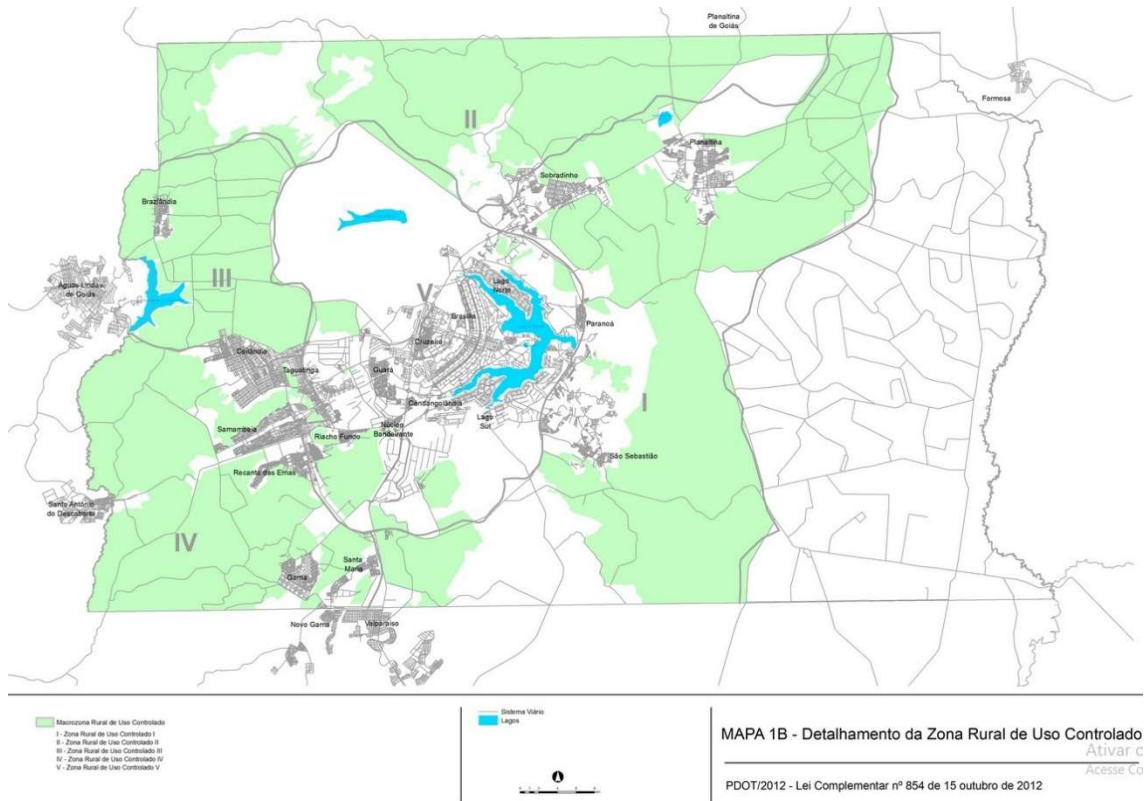 Planaltina
de Goiás
Formosa
II
Planaltina
Sobradinho
Brazlândia
Águas Lindas
de Goiás
III
V
Lago
Norte
Brasília
Paranoá
Cruzeiro
Ceilândia
Taguatinga
Guará
Candangolândia
I
Lago
Sul
Samambaia
Riacho Fundo
Núcleo
Bandeirante
São Sebastião
Recanto das Emas
Santo Antônio
do Descoberto
IV
Santa
Maria
Gama
Novo Gama
Valparaíso
Macrozona Rural de Uso Controlado
I - Zona Rural de Uso Controlado I
II - Zona Rural de Uso Controlado II
III - Zona Rural de Uso Controlado III
IV - Zona Rural de Uso Controlado IV
V - Zona Rural de Uso Controlado V
Sistema Viário
Lagos
MAPA 1B - Detalhamento da Zona Rural de Uso Controlado
Ativar o
Acesse Co
PDOT/2012 - Lei Complementar nº 854 de 15 outubro de 2012